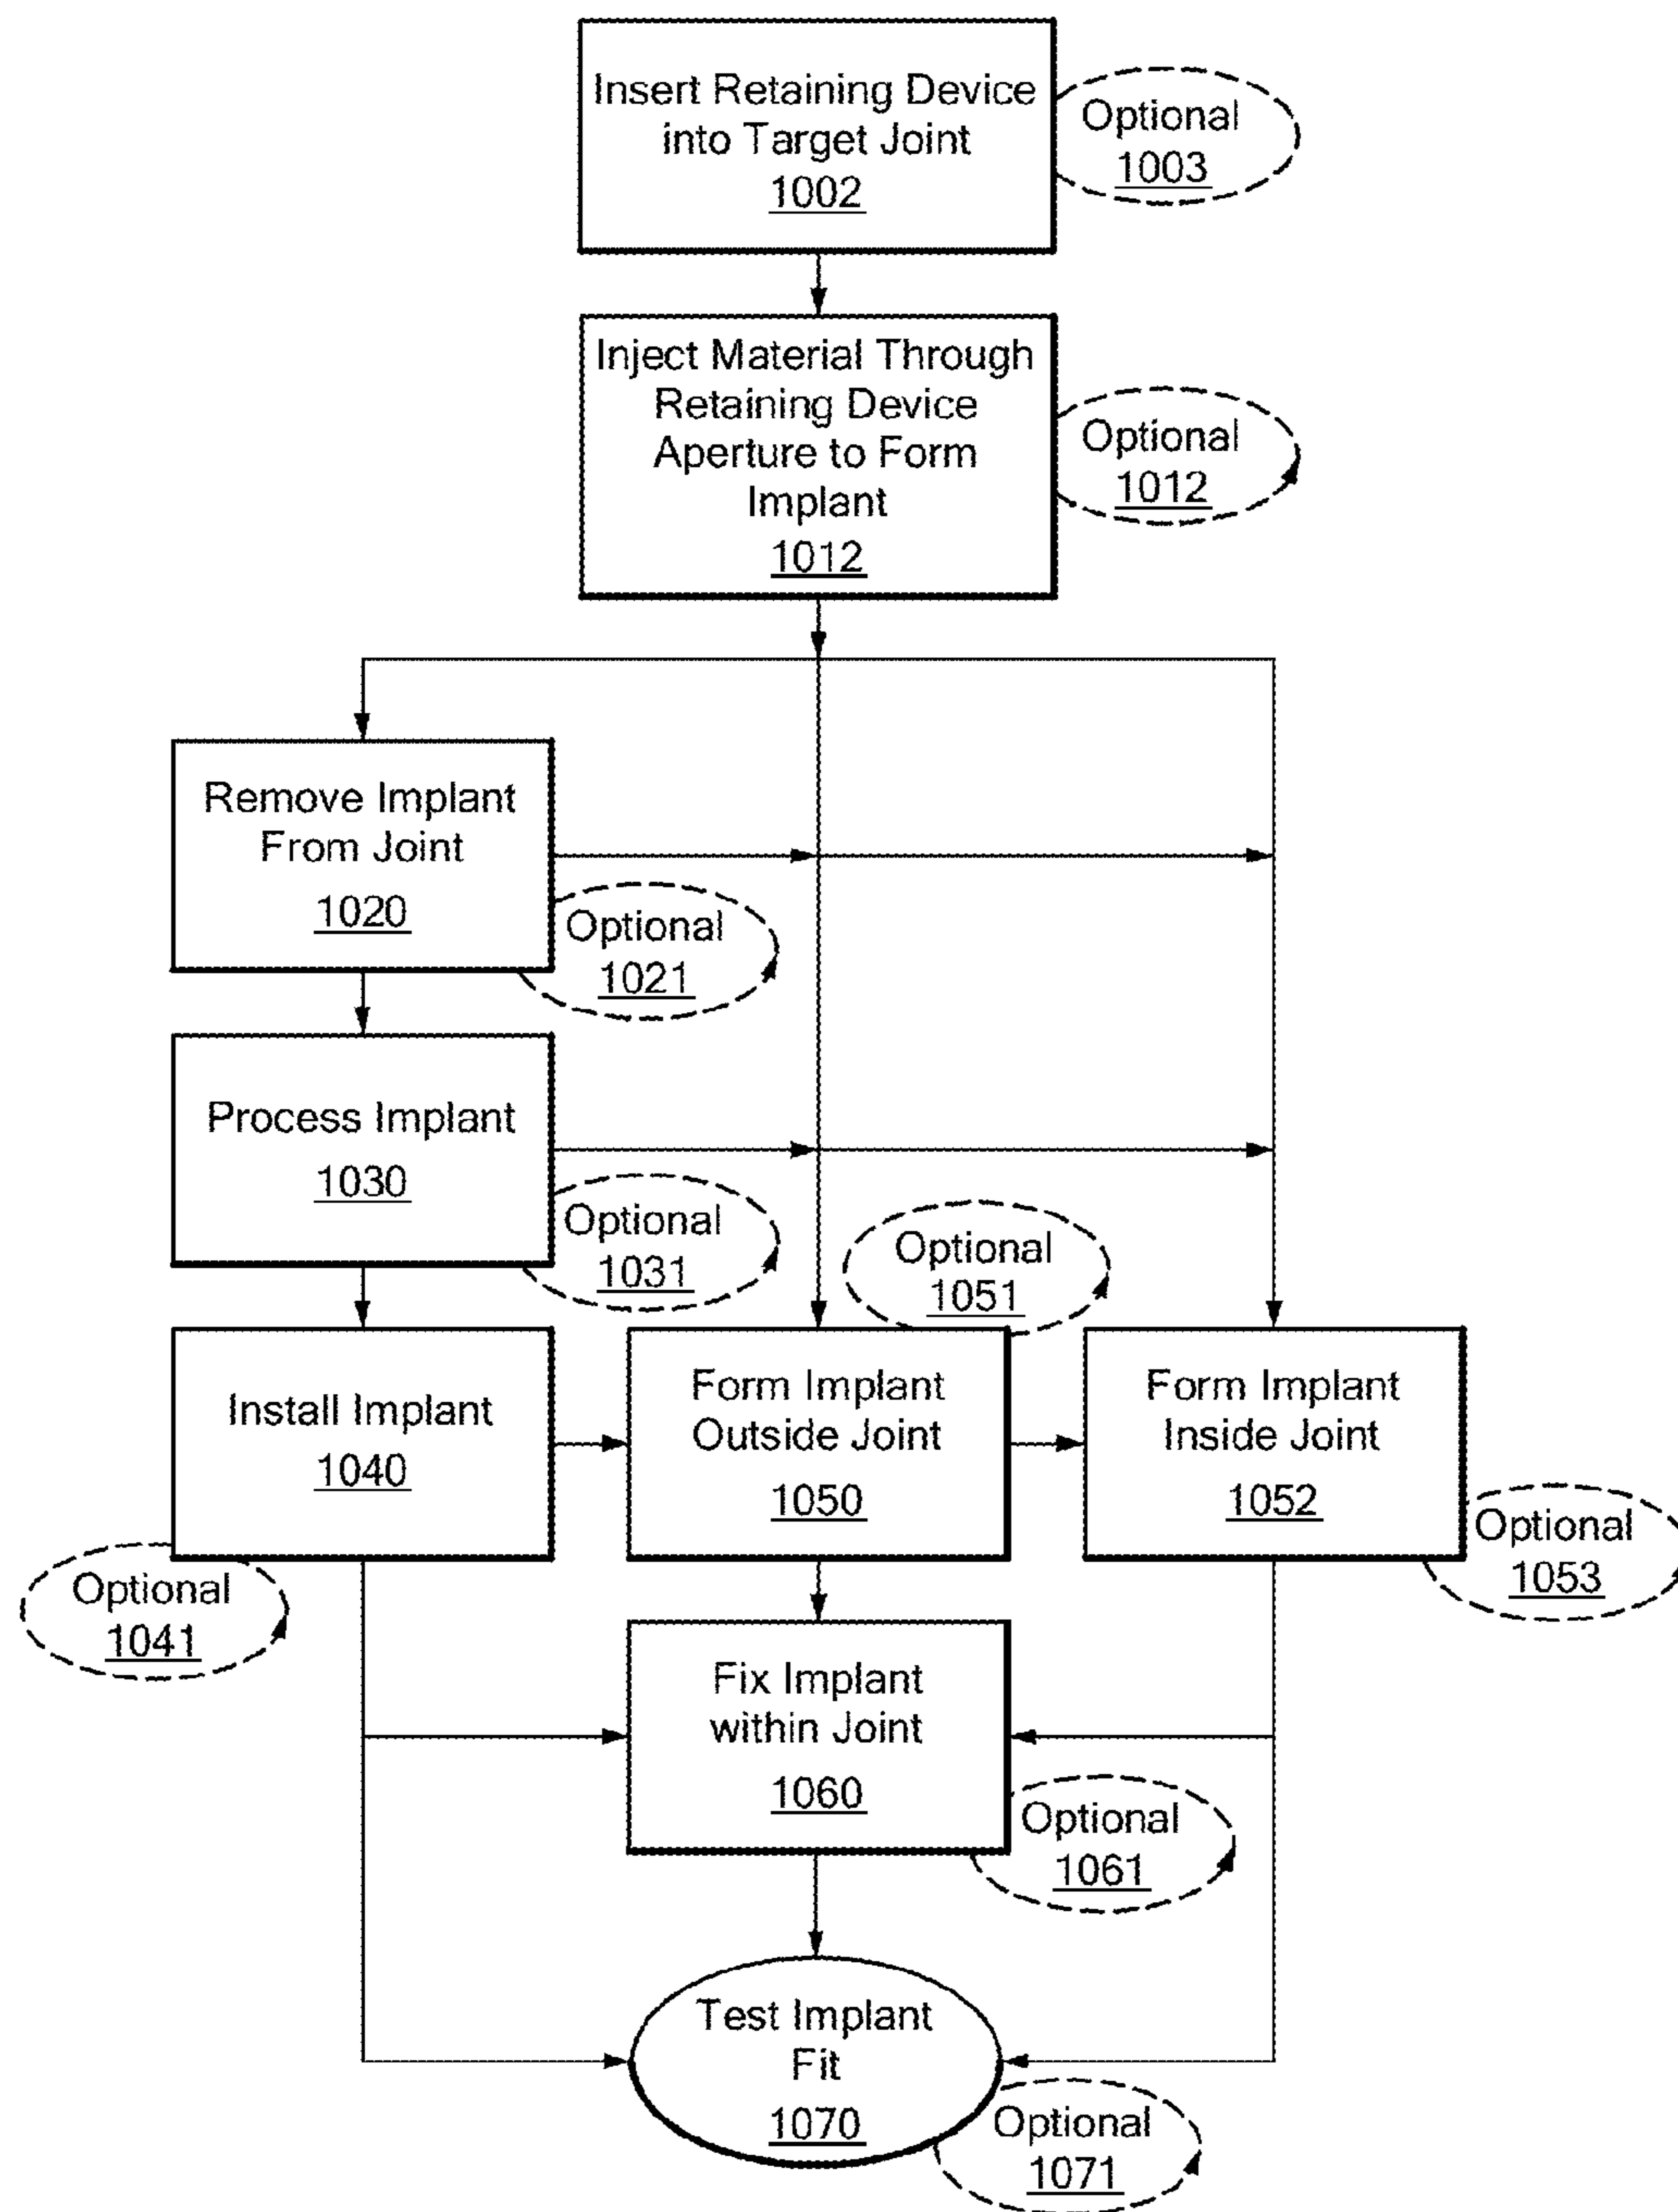 Insert Retaining Device
into Target Joint
1002
Optional
1003
Inject Material Through
Retaining Device
Aperture to Form
Implant
1012
Optional
1012
Remove Implant
From Joint
1020
Optional
1021
Process Implant
1030
Optional
1031
Optional
1051
Install Implant
1040
Form Implant
Outside Joint
1050
Form Implant
Inside Joint
1052
Optional
1053
Optional
1041
Fix Implant
within Joint
1060
Optional
1061
Test Implant
Fit
1070
Optional
1071